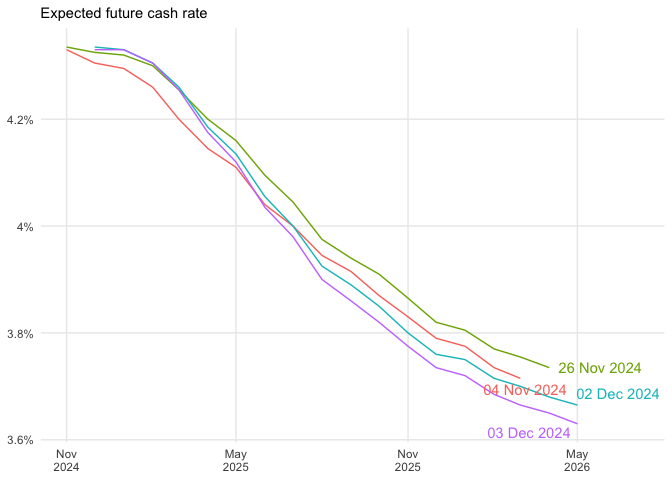 Expected future cash rate
4.2%
4%
3.8%
3.6%
26 Nov 2024
04 Nov 2024
02 Dec 2024
03 Dec 2024
Nov
2024
May
2025
Nov
2025
May
2026